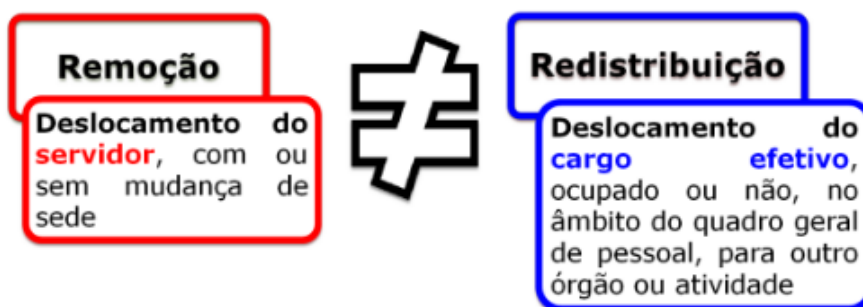 Remoção
Deslocamento do
servidor, com ou
sem mudança de
sede
Redistribuição
Deslocamento do
cargo efetivo,
ocupado ou não, no
âmbito do quadro geral
de pessoal, para outro
órgão ou atividade